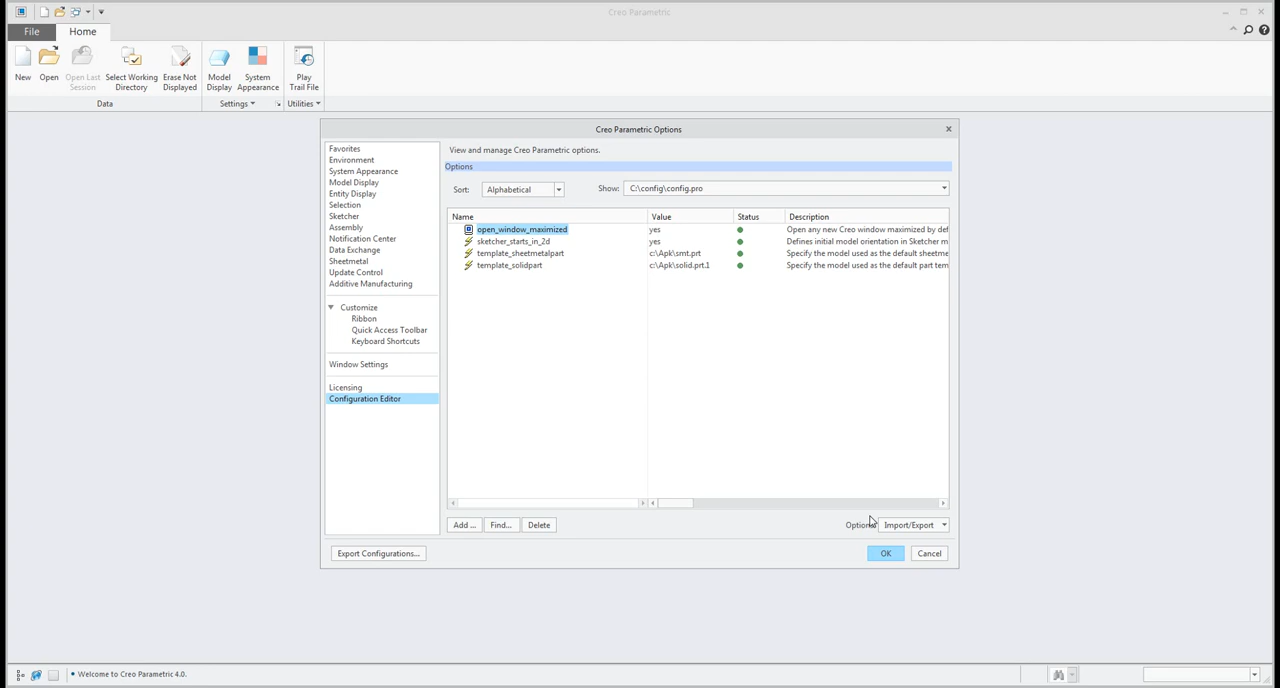 Creo Parametric
File
Home
New
Open
Open Last Session
Select Working Directory
Erase Not Displayed
Model Display
System Appearance
Play Trail File
Data
Settings
Utilities
Creo Parametric Options
Favorites
Environment
System Appearance
Model Display
Entity Display
Selection
Sketcher
Assembly
Notification Center
Data Exchange
Sheetmetal
Update Control
Additive Manufacturing
Customize
Ribbon
Quick Access Toolbar
Keyboard Shortcuts
Window Settings
Licensing
Configuration Editor
View and manage Creo Parametric options.
Options
Sort: Alphabetical Show: C:\config\config.pro
Name Value Status Description
open_window_maximized yes Open any new Creo window maximized by def
sketcher_starts_in_2d yes Defines initial model orientation in Sketcher m
template_sheetmetalpart c:\Apk\smt.prt Specify the model used as the default sheetme
template_solidpart c:\Apk\solid.prt.1 Specify the model used as the default part tem
Add ... Find... Delete Option Import/Export
Export Configurations... OK Cancel
• Welcome to Creo Parametric 4.0.